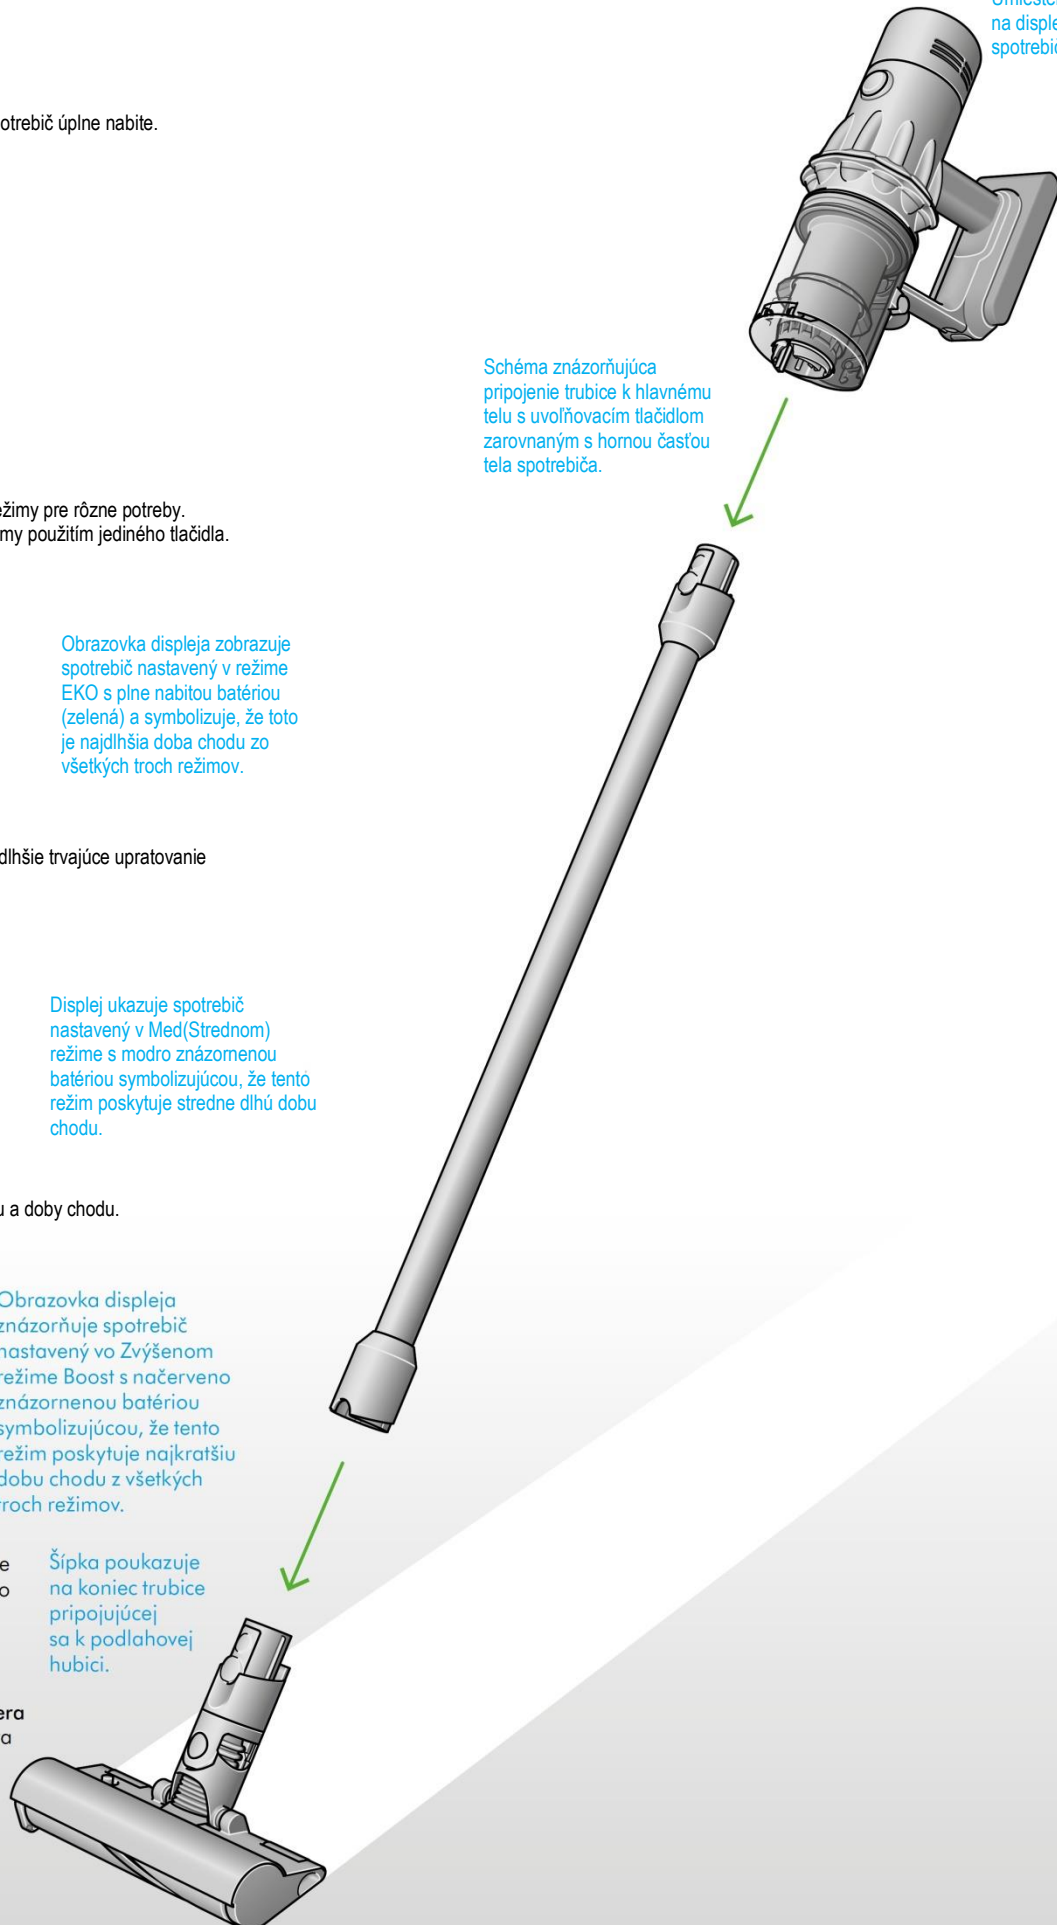 na disple
spotrebič
potrebič úplne nabite.
Schéma znázorňujúca
pripojenie trubice k hlavnému
telu s uvoľňovacím tlačidlom
zarovnaným s hornou časťou
tela spotrebiča.
ežimy pre rôzne potreby.
my použitím jediného tlačidla.
Obrazovka displeja zobrazuje
spotrebič nastavený v režime
EKO s plne nabitou batériou
(zelená) a symbolizuje, že toto
je najdlhšia doba chodu zo
všetkých troch režimov.
dlhšie trvajúce upratovanie
Displej ukazuje spotrebič
nastavený v Med(Strednom)
režime s modro znázornenou
batériou symbolizujúcou, že tento
režim poskytuje stredne dlhú dobu
chodu.
u a doby chodu.
Obrazovka displeja
znázorňuje spotrebič
nastavený vo Zvýšenom
režime Boost s načerveno
znázornenou batériou
symbolizujúcou, že tento
režim poskytuje najkratšiu
dobu chodu z všetkých
troch režimov.
e
o
Šípka poukazuje
na koniec trubice
pripojujúcej
sa k podlahovej
hubici.
era
a